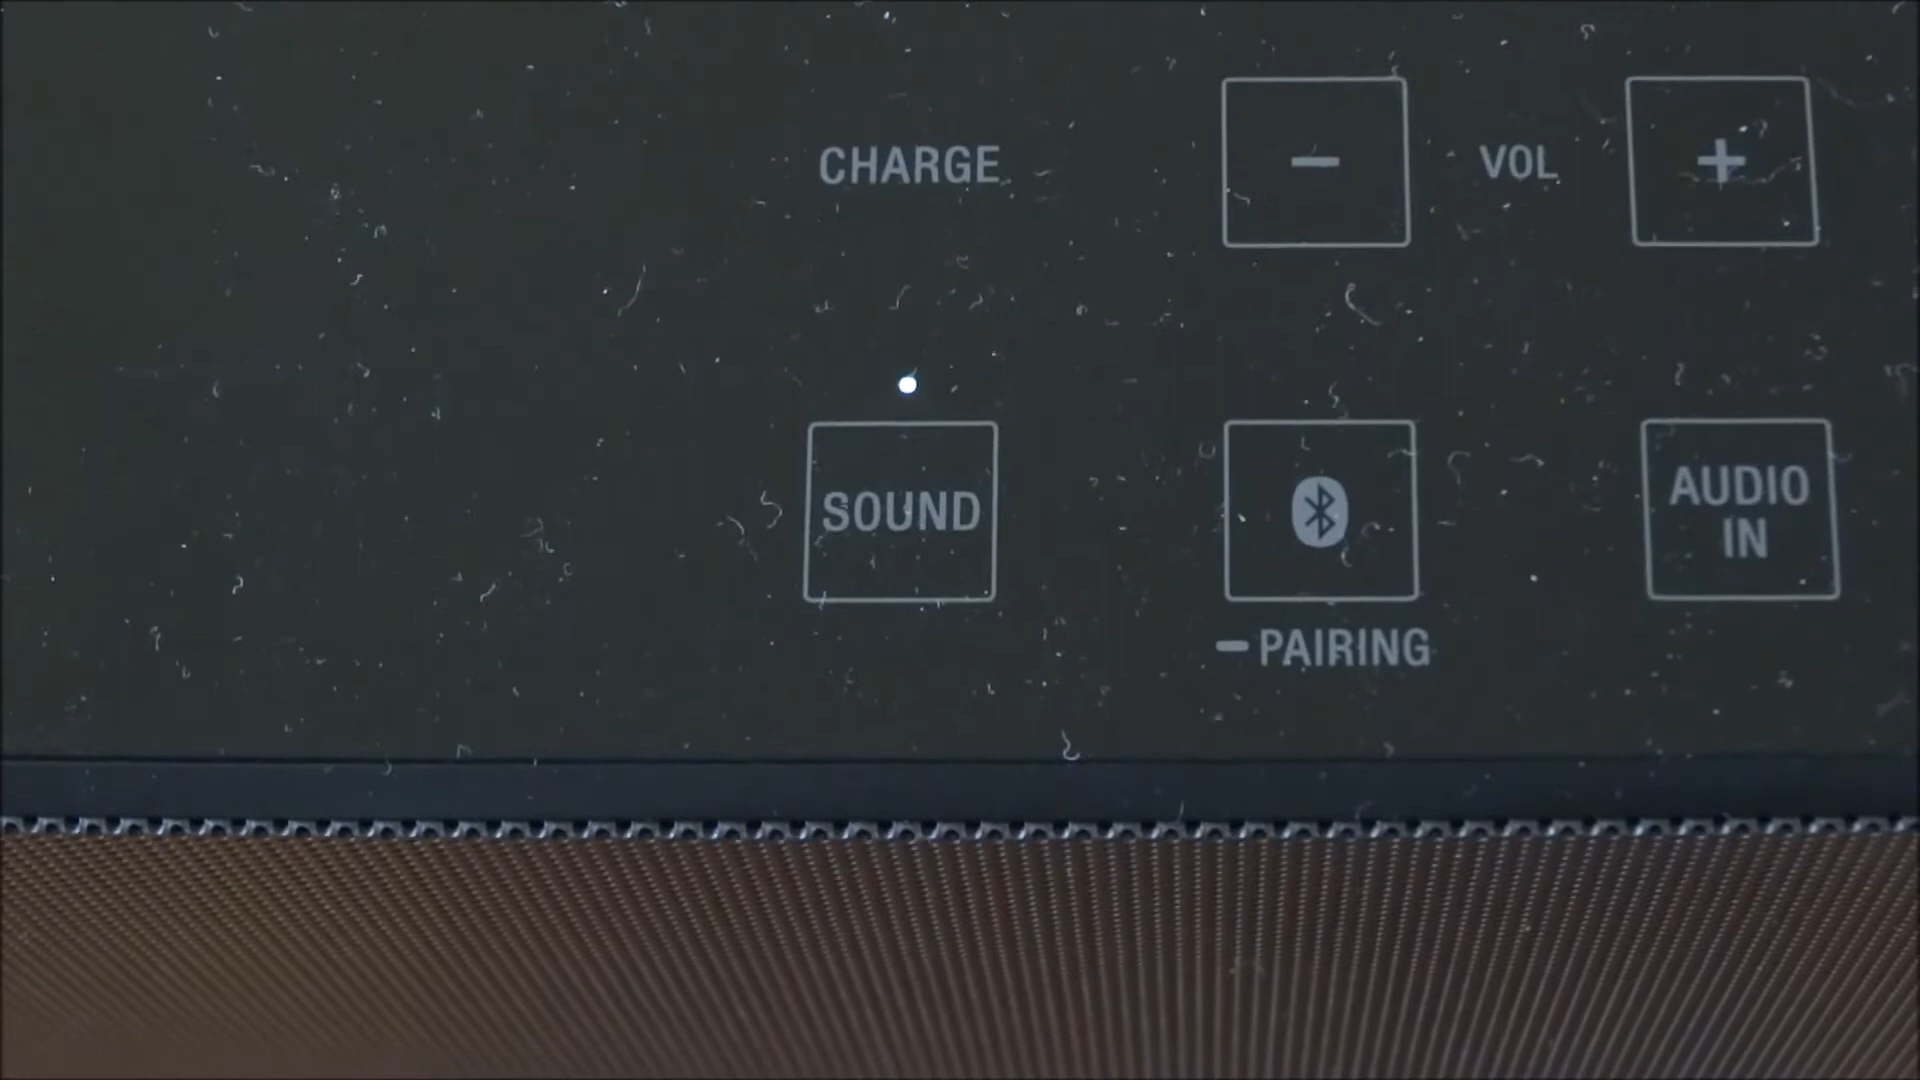 CHARGE
− VOL +
SOUND
AUDIO
IN
PAIRING